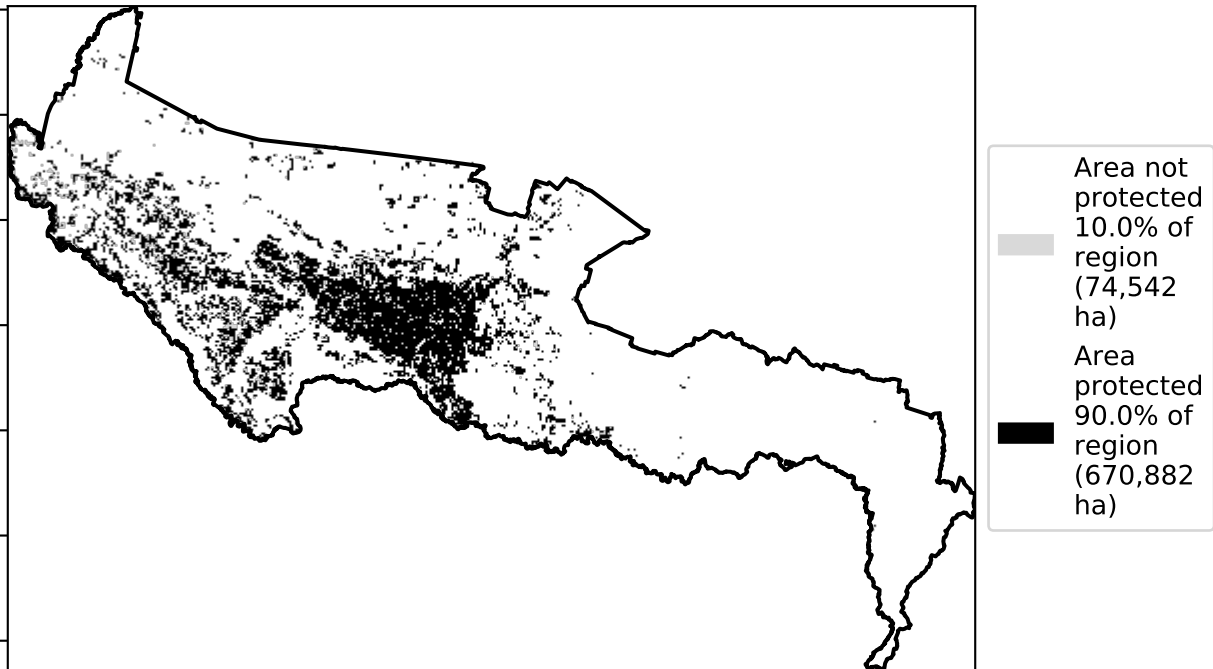 Area not
protected
10.0% of
region
(74,542
ha)
Area
protected
90.0% of
region
(670,882
ha)